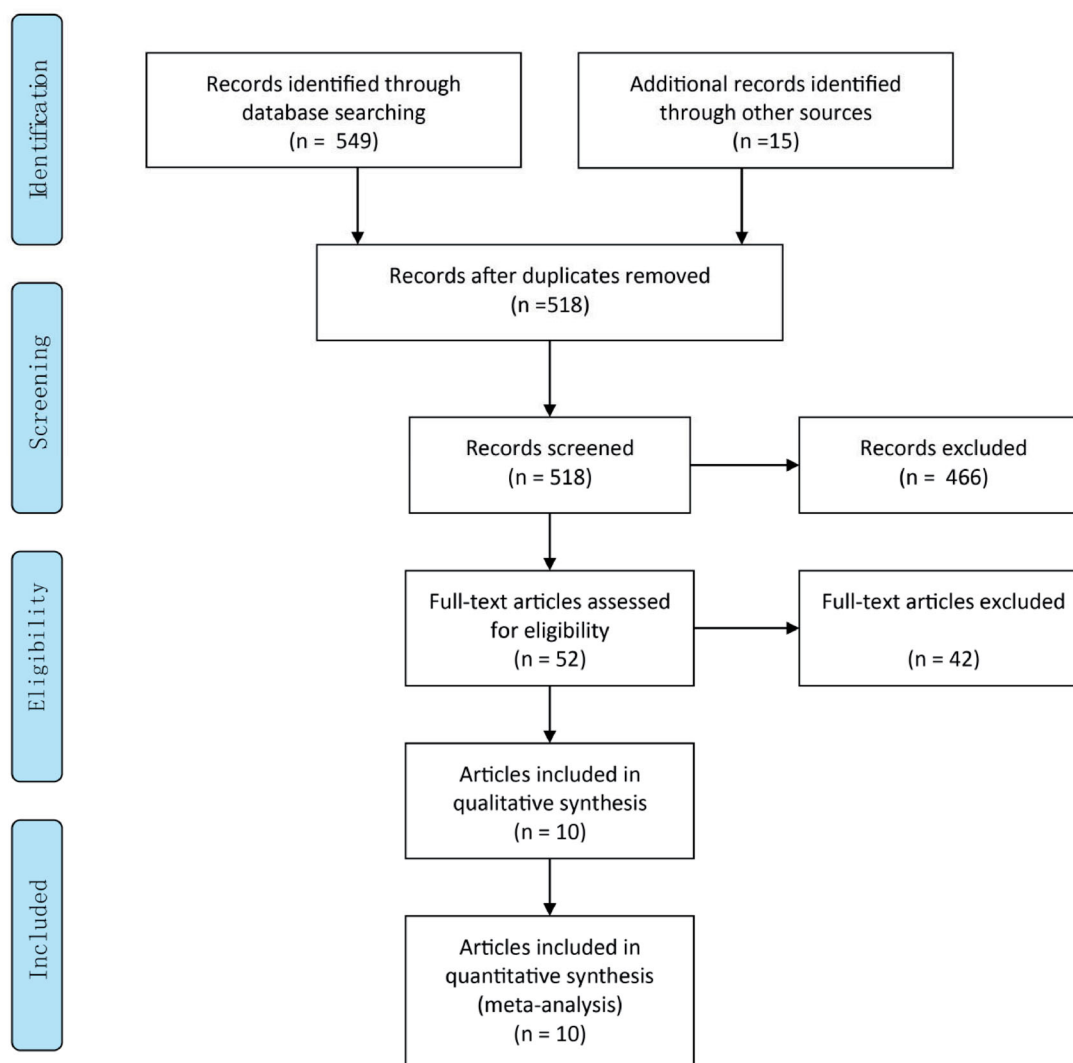 Identification
Records identified through
database searching
(n = 549)
Additional records identified
through other sources
(n =15)
Records after duplicates removed
(n =518)
Screening
Records screened
(n = 518)
Records excluded
(n = 466)
Eligibility
Full-text articles assessed
for eligibility
(n = 52)
Full-text articles excluded
(n = 42)
Articles included in
qualitative synthesis
(n = 10)
Included
Articles included in
quantitative synthesis
(meta-analysis)
(n = 10)